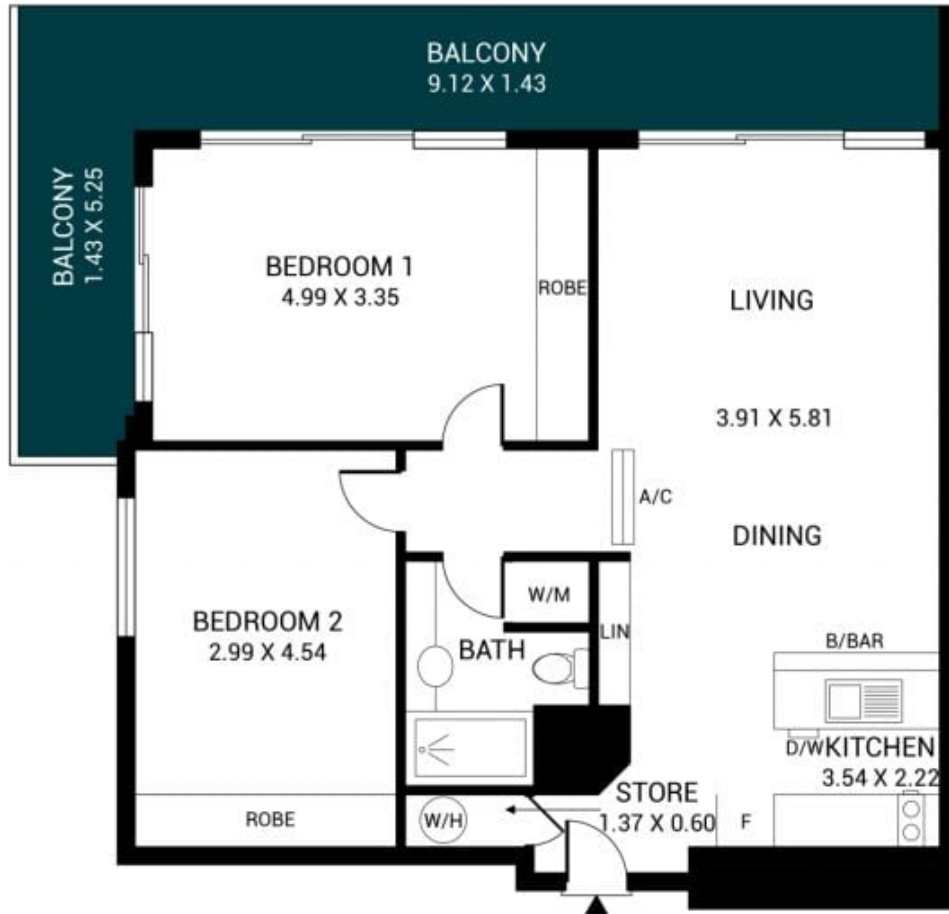 BALCONY
9.12 X 1.43
BALCONY
1.43 X 5.25
BEDROOM 1
4.99 X 3.35
ROBE
LIVING
3.91 X 5.81
A/C
DINING
BEDROOM 2
2.99 X 4.54
W/M
BATH
LIN
B/BAR
D/W
KITCHEN
3.54 X 2.22
STORE
1.37 X 0.60
F
ROBE
W/H